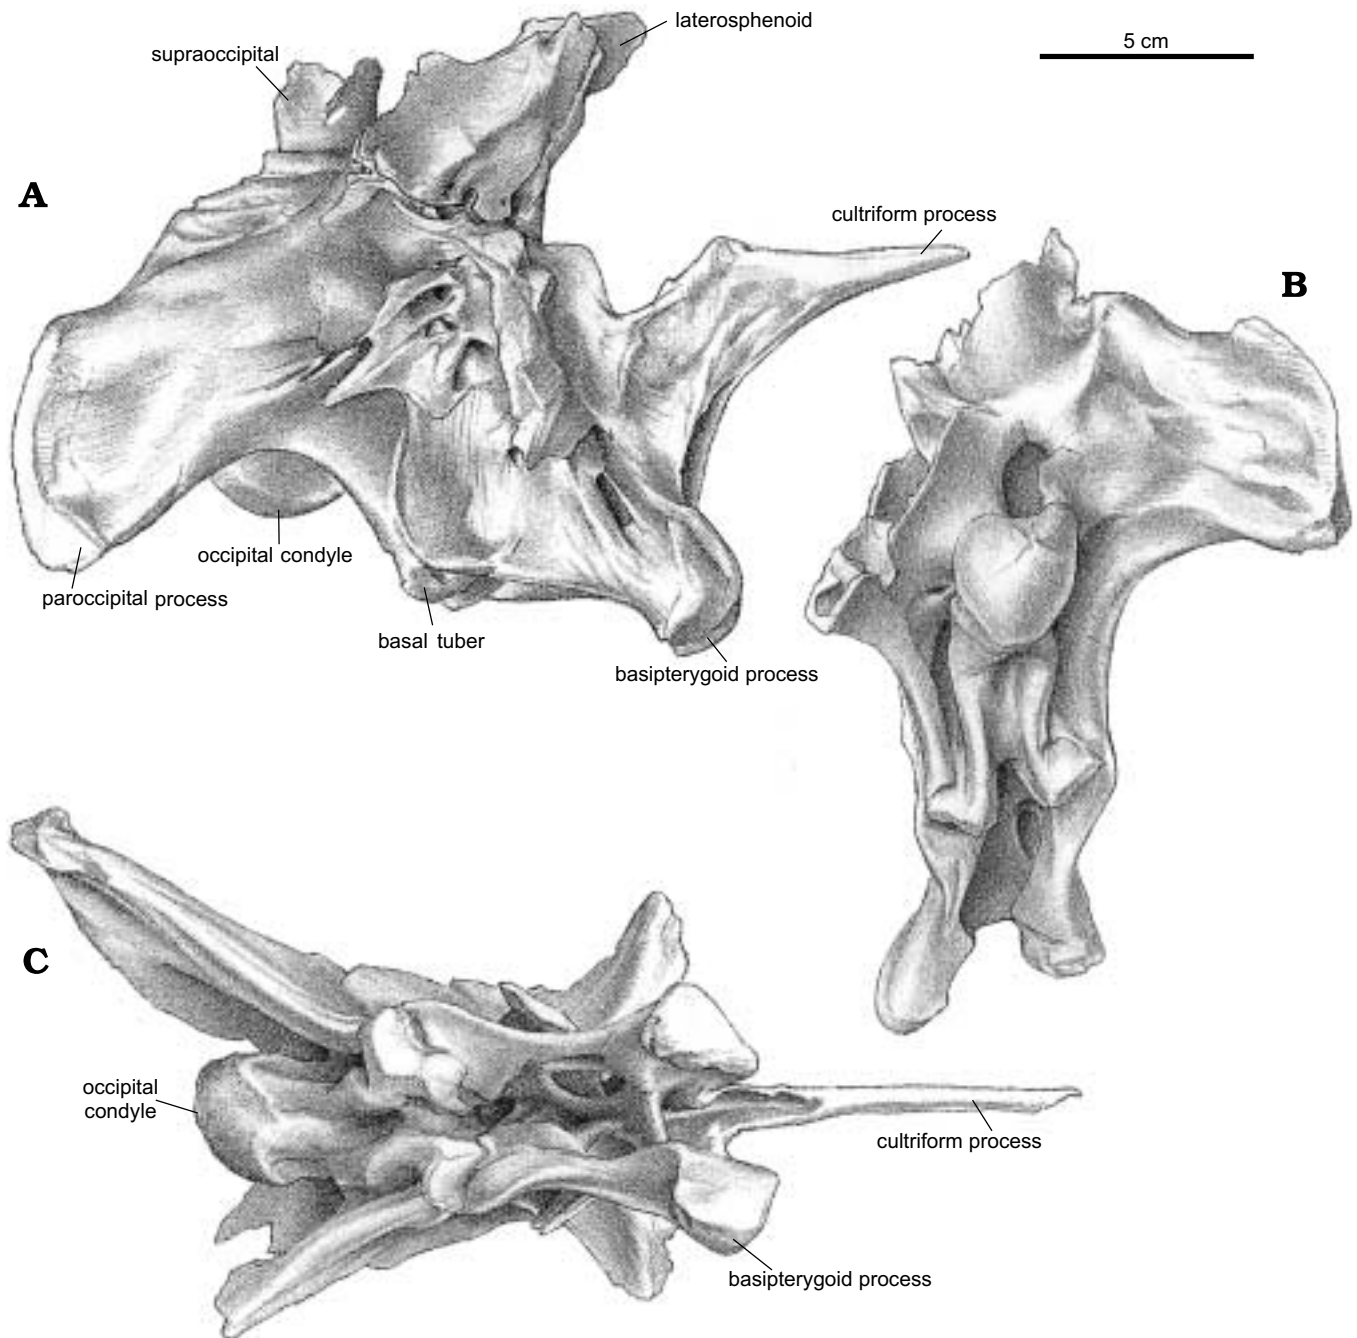 laterosphenoid
supraoccipital
5 cm
A
cultriform process
B
occipital condyle
paroccipital process
basal tuber
basipterygoid process
C
occipital
condyle
cultriform process
basipterygoid process